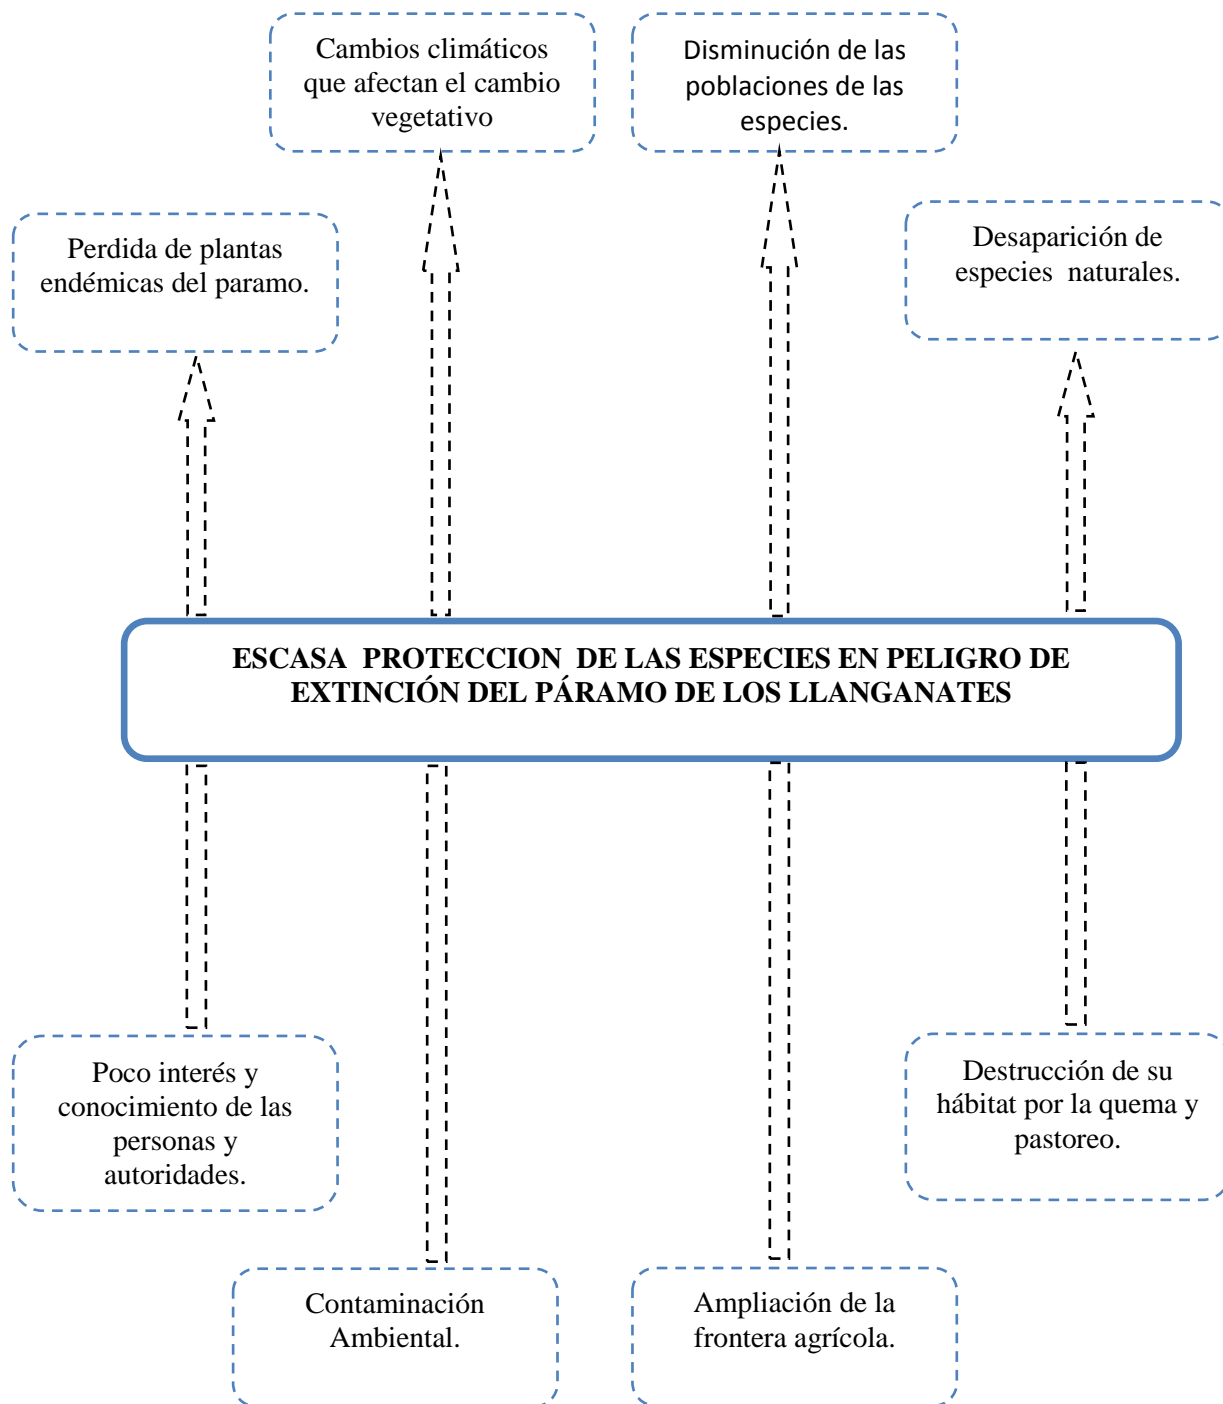 Cambios climáticos
que afectan el cambio
vegetativo
Disminución de las
poblaciones de las
especies.
Perdida de plantas
endémicas del paramo.
Desaparición de
especies  naturales.
ESCASA  PROTECCION  DE LAS ESPECIES EN PELIGRO DE
EXTINCIÓN DEL PÁRAMO DE LOS LLANGANATES
Poco interés y
conocimiento de las
personas y
autoridades.
Destrucción de su
hábitat por la quema y
pastoreo.
Contaminación
Ambiental.
Ampliación de la
frontera agrícola.